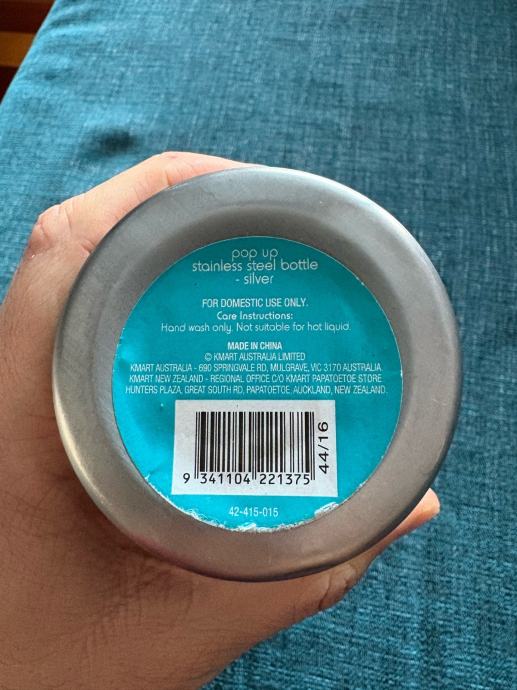 pop up
stainless steel bottle
- silver
FOR DOMESTIC USE ONLY.
Care Instructions:
Hand wash only. Not suitable for hot liquid.
MADE IN CHINA
© KMART AUSTRALIA LIMITED
KMART AUSTRALIA - 690 SPRINGVALE RD, MULGRAVE, VIC 3170 AUSTRALIA
KMART NEW ZEALAND - REGIONAL OFFICE C/O KMART PAPATOETOE STORE
HUNTERS PLAZA, GREAT SOUTH RD, PAPATOETOE, AUCKLAND, NEW ZEALAND.
44/16
9 341104 221375
42-415-015